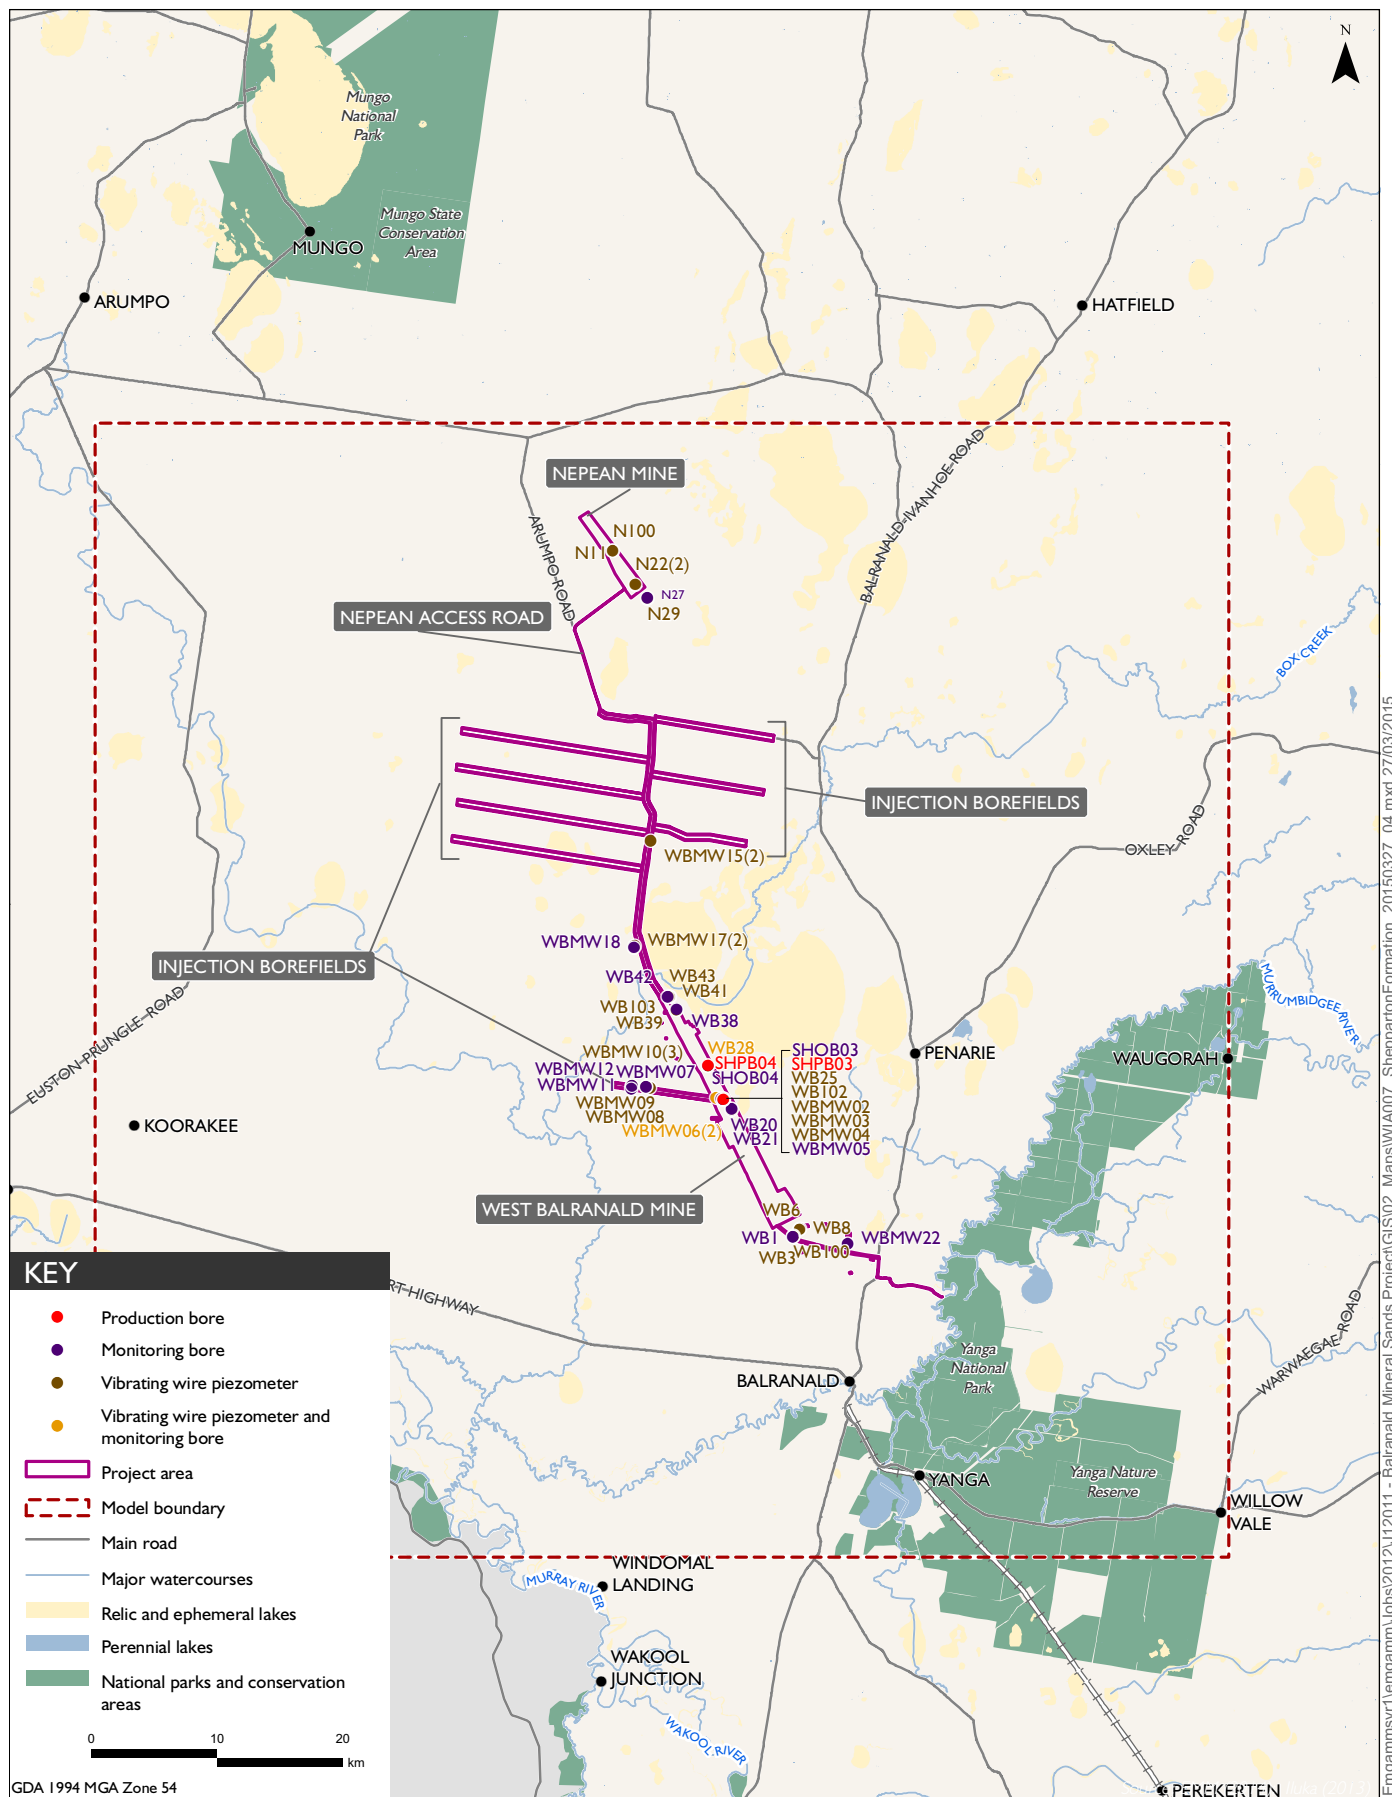 N
Mungo
National
Park
Mungo State
Conservation
Area
MUNGO
ARUMPO
HATFIELD
BALRANALD-IVANHOE-ROAD
NEPEAN MINE
ARUMPO-ROAD
N100
N11
N22(2)
N27
N29
NEPEAN ACCESS ROAD
BOX CREEK
INJECTION BOREFIELDS
OXLEY ROAD
WBMW15(2)
WBMW18
WBMW17(2)
INJECTION BOREFIELDS
WB42
WB43
WB41
WB103
WB39
WB38
EUSTON-PRUNGLE-ROAD
MURRUMBIDGEE RIVER
WBMW10(3)
WB28
SHPB04
SHOB04
WBMW12
WBMW07
WBMW11
WBMW09
WBMW08
WBMW06(2)
SHOB03
SHPB03
WB25
WB102
WBMW02
WBMW03
WBMW04
WBMW05
WB20
WB21
PENARIE
WAUGORAH
KOORAKEE
WEST BALRANALD MINE
WB6
WB8
WB1
WBMW22
WB3
WB100
RT-HIGHWAY
WARWAEGAE-ROAD
Yanga
National
Park
BALRANALD
YANGA
Yanga Nature
Reserve
WILLOW
VALE
WINDOMAL
LANDING
MURRAY RIVER
WAKOOL
JUNCTION
WAKOOL RIVER
PEREKERTEN
KEY
Production bore
Monitoring bore
Vibrating wire piezometer
Vibrating wire piezometer and
monitoring bore
Project area
Model boundary
Main road
Major watercourses
Relic and ephemeral lakes
Perennial lakes
National parks and conservation
areas
0 10 20
km
GDA 1994 MGA Zone 54